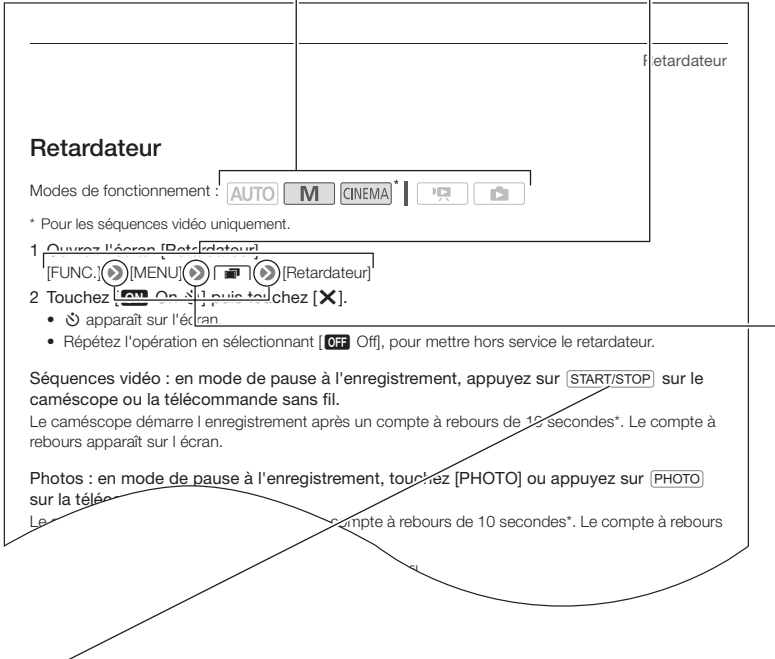 Retardateur
Retardateur
Modes de fonctionnement : AUTO M CINEMA *
* Pour les séquences vidéo uniquement.
1 Ouvrez l'écran [Retardateur]
[FUNC.] [MENU] [Retardateur]
2 Touchez [ON On ] puis touchez [X].
• apparaît sur l'écran.
• Répétez l'opération en sélectionnant [OFF Off], pour mettre hors service le retardateur.
Séquences vidéo : en mode de pause à l'enregistrement, appuyez sur START/STOP sur le
caméscope ou la télécommande sans fil.
Le caméscope démarre l enregistrement après un compte à rebours de 10 secondes*. Le compte à
rebours apparaît sur l écran.
Photos : en mode de pause à l'enregistrement, touchez [PHOTO] ou appuyez sur PHOTO
sur la
Le compte à rebours de 10 secondes*. Le compte à rebours